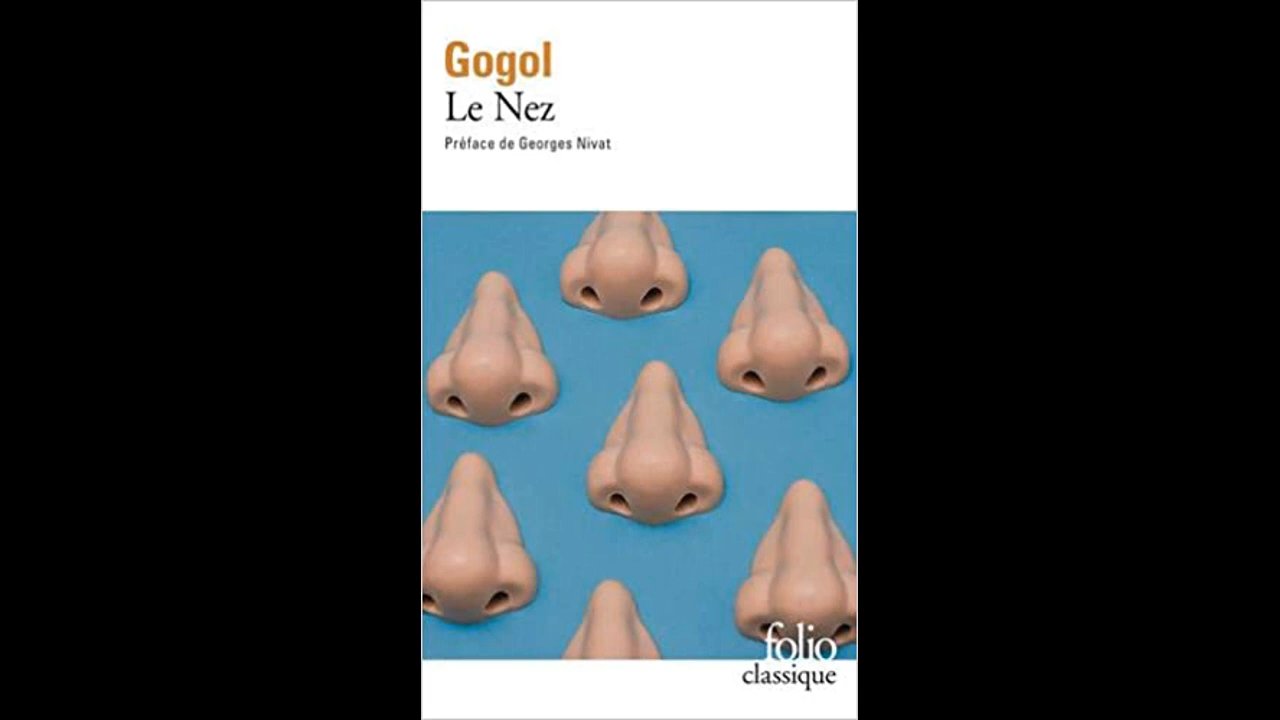 Gogol
Le Nez
Préface de Georges Nivat
folio
classique